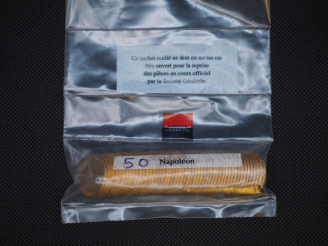 Ce sachet scellé ne doit en aucun cas
être ouvert pour la reprise
des pièces au cours officiel
par la Société Générale.
50 Napoléon